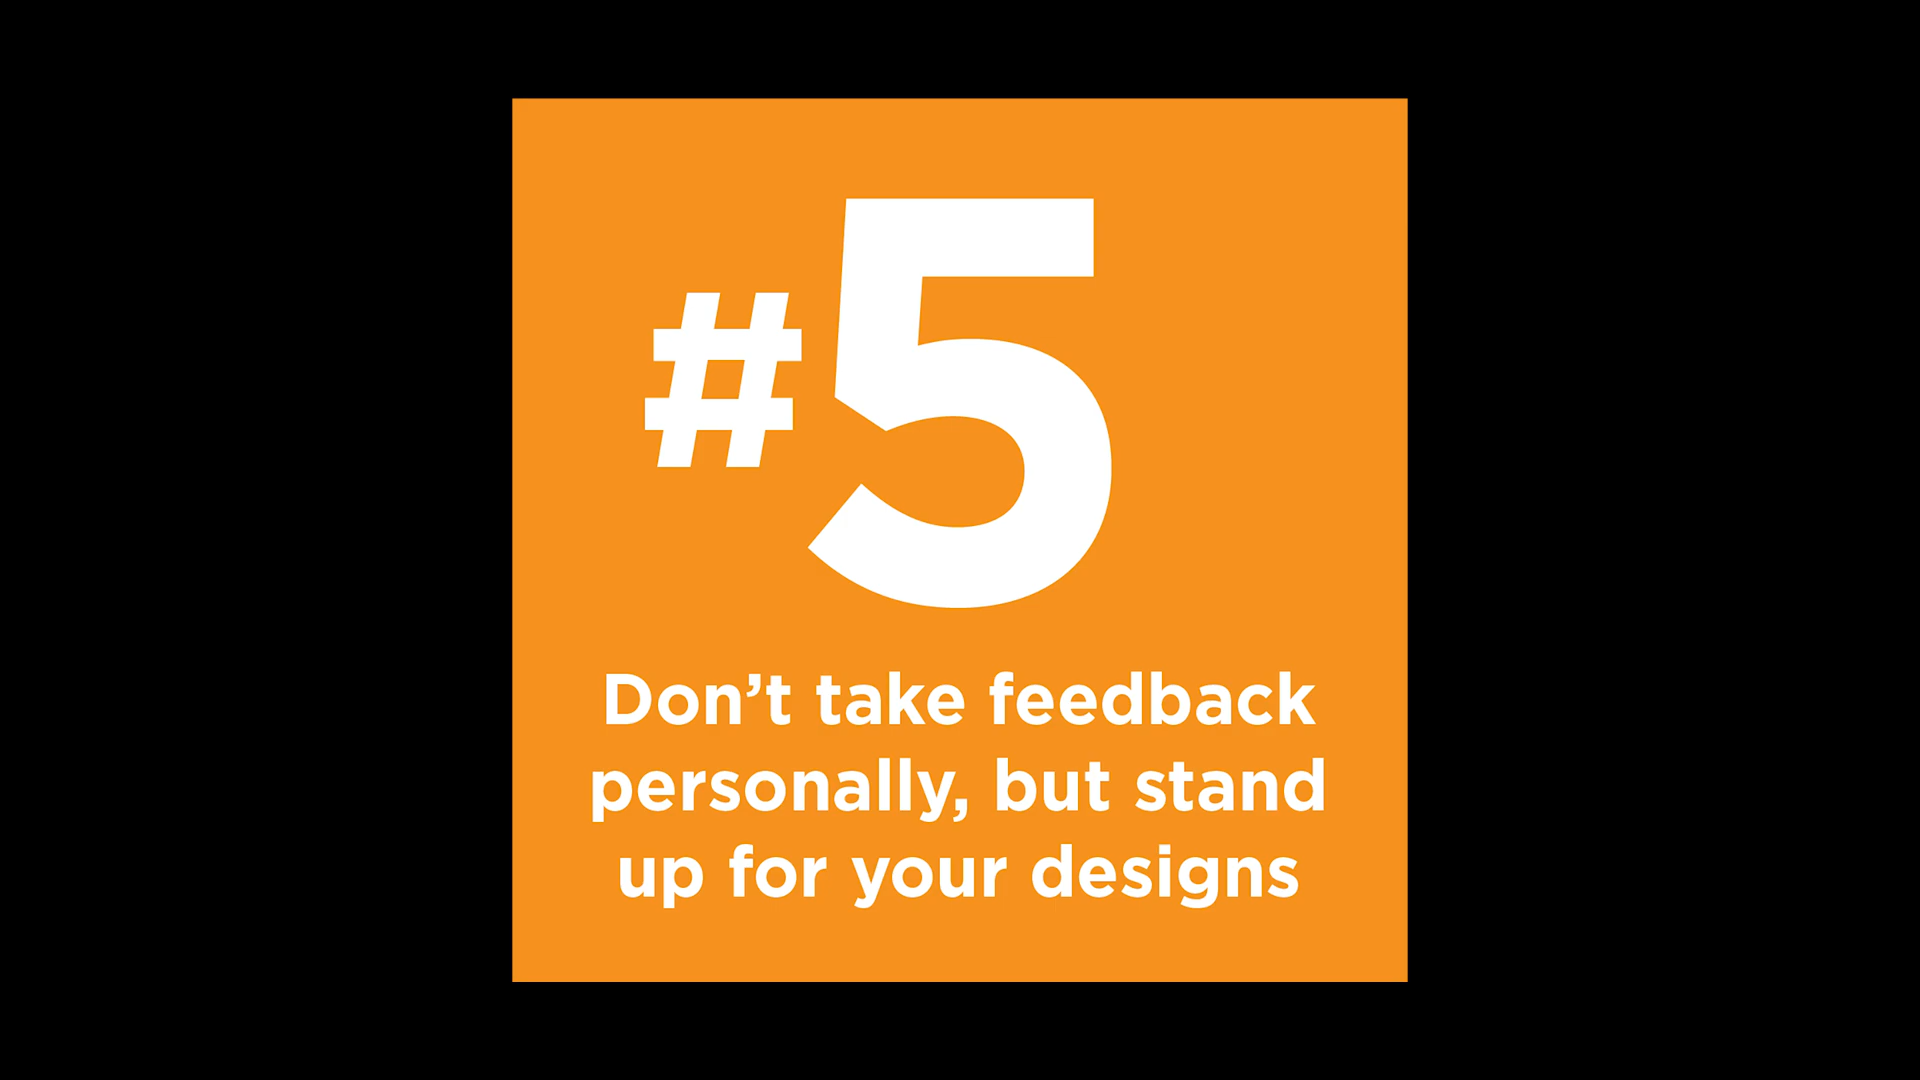 #5
Don’t take feedback
personally, but stand
up for your designs